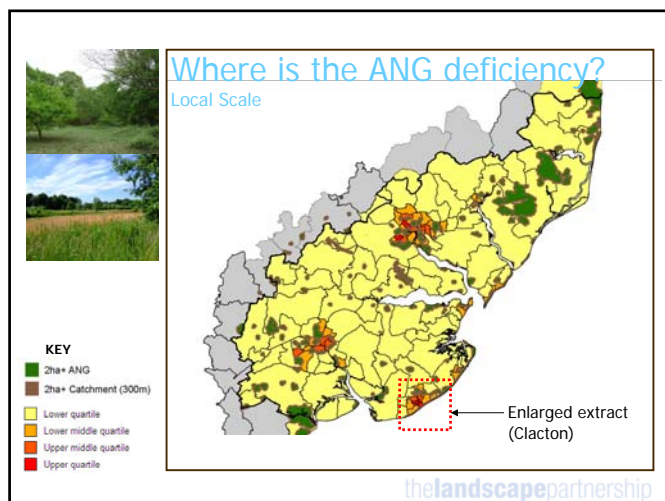 Where is the ANG deficiency?
Local Scale
KEY
2ha+ ANG
2ha+ Catchment (300m)
Lower quartile
Lower middle quartile
Upper middle quartile
Upper quartile
Enlarged extract
(Clacton)
thelandscapepartnership